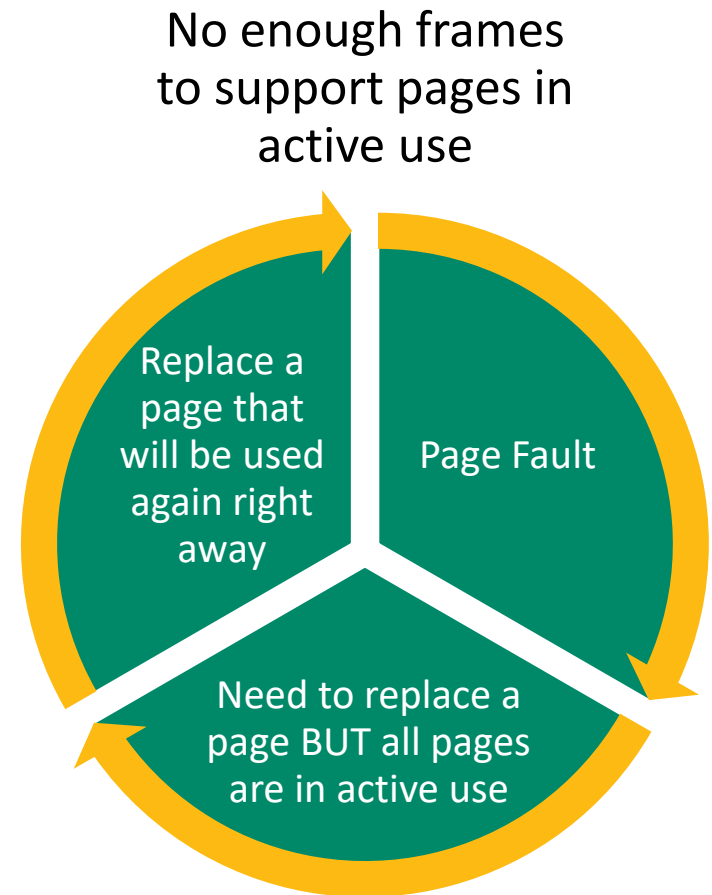 No enough frames
to support pages in
active use
Page Fault
Need to replace a
page BUT all pages
are in active use
Replace a
page that
will be used
again right
away